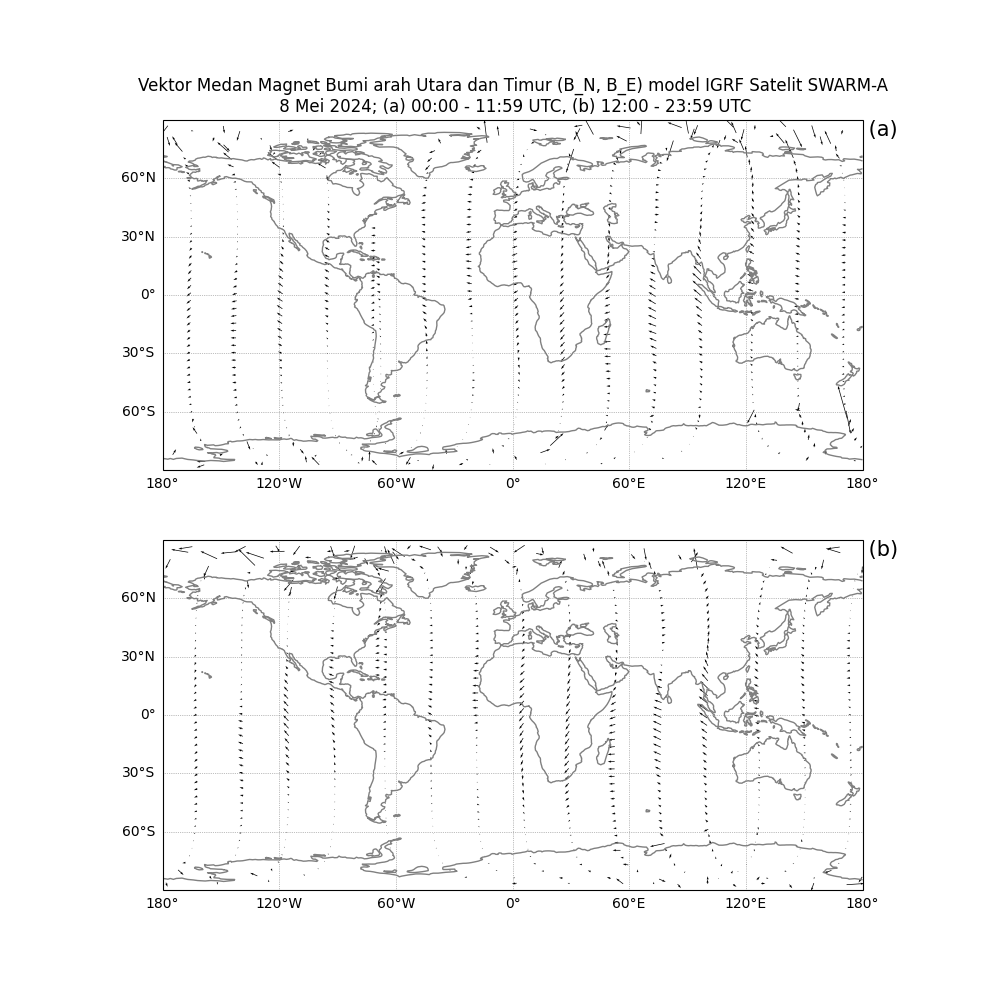 Vektor Medan Magnet Bumi arah Utara dan Timur (B_N, B_E) model IGRF Satelit SWARM-A
8 Mei 2024; (a) 00:00 - 11:59 UTC, (b) 12:00 - 23:59 UTC
(a)
60°N
30°N
0°
30°S
60°S
180° 120°W 60°W 0° 60°E 120°E 180°
(b)
60°N
30°N
0°
30°S
60°S
180° 120°W 60°W 0° 60°E 120°E 180°